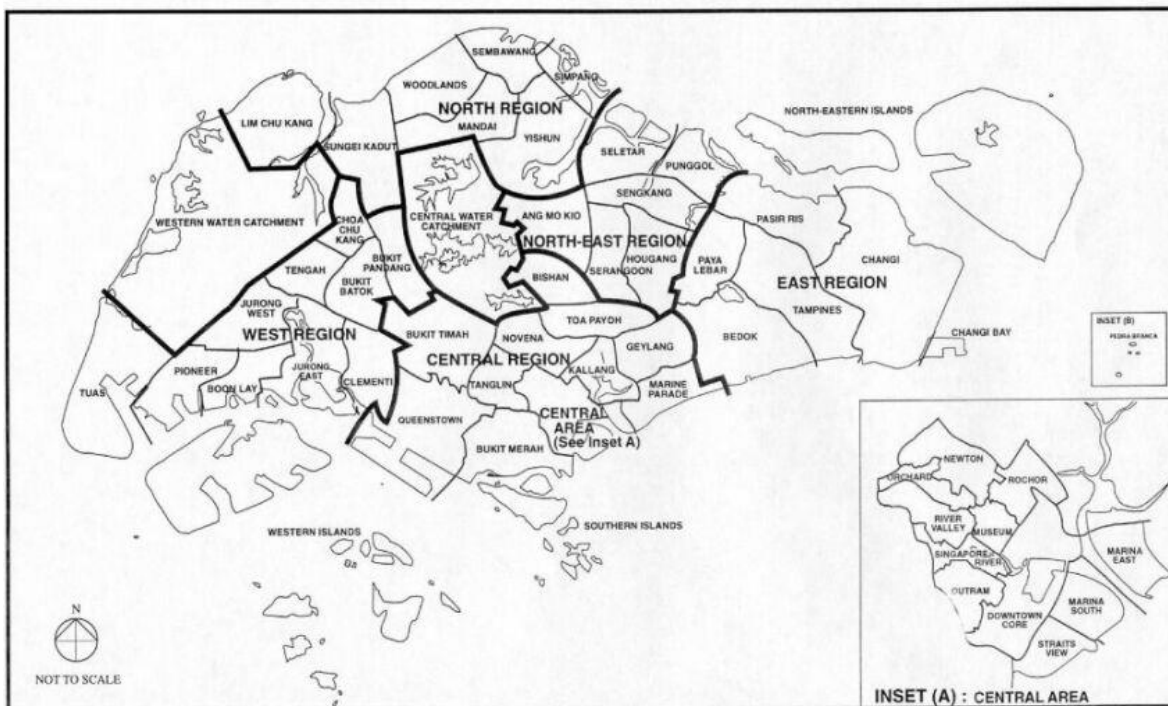 SEMBAWANG
WOODLANDS
SIMPANG
NORTH REGION
NORTH-EASTERN ISLANDS
LIM CHU KANG
MANDAI
YISHUN
SUNGEI KADUT
SELETAR
PUNGGOL
SENGKANG
WESTERN WATER CATCHMENT
CHOA
CHU
KANG
CENTRAL WATER
CATCHMENT
ANG MO KIO
PASIR RIS
NORTH-EAST REGION
HOUGANG
CHANGI
BUKIT
PANDANG
PAYA
LEBAR
TENGAH
BISHAN
SERANGOON
EAST REGION
BUKIT
BATOK
JURONG
WEST
TOA PAYOH
TAMPINES
WEST REGION
BUKIT TIMAH
NOVENA
BEDOK
CHANGI BAY
INSET (B)
PEDRA BRANCA
GEYLANG
CENTRAL REGION
PIONEER
JURONG
EAST
KALLANG
TUAS
BOON LAY
CLEMENTI
TANGLIN
MARINE
PARADE
QUEENSTOWN
CENTRAL
AREA
(See Inset A)
BUKIT MERAH
NEWTON
ORCHARD
ROCHOR
RIVER
VALLEY
MUSEUM
WESTERN ISLANDS
SOUTHERN ISLANDS
SINGAPORE
RIVER
MARINA
EAST
OUTRAM
DOWNTOWN
CORE
MARINA
SOUTH
STRAITS
VIEW
N
NOT TO SCALE
INSET (A) : CENTRAL AREA